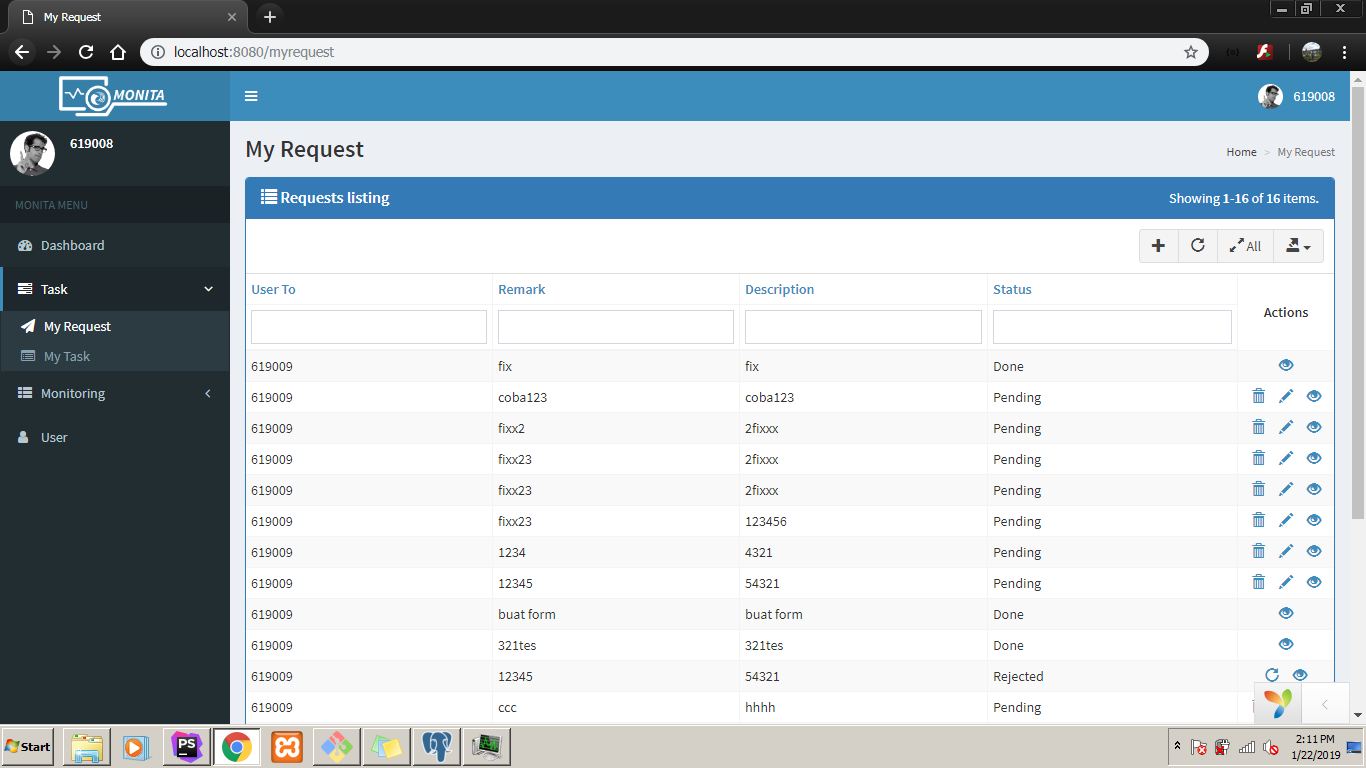 My Request
localhost:8080/myrequest
MONITA
619008
619008
MONITA MENU
Dashboard
Task
My Request
My Task
Monitoring
User
My Request
Home > My Request
Requests listing
Showing 1-16 of 16 items.
All
User To Remark Description Status Actions
619009 fix fix Done
619009 coba123 coba123 Pending
619009 fixx2 2fixxx Pending
619009 fixx23 2fixxx Pending
619009 fixx23 2fixxx Pending
619009 fixx23 123456 Pending
619009 1234 4321 Pending
619009 12345 54321 Pending
619009 buat form buat form Done
619009 321tes 321tes Done
619009 12345 54321 Rejected
619009 ccc hhhh Pending
Start
PS
2:11 PM
1/22/2019